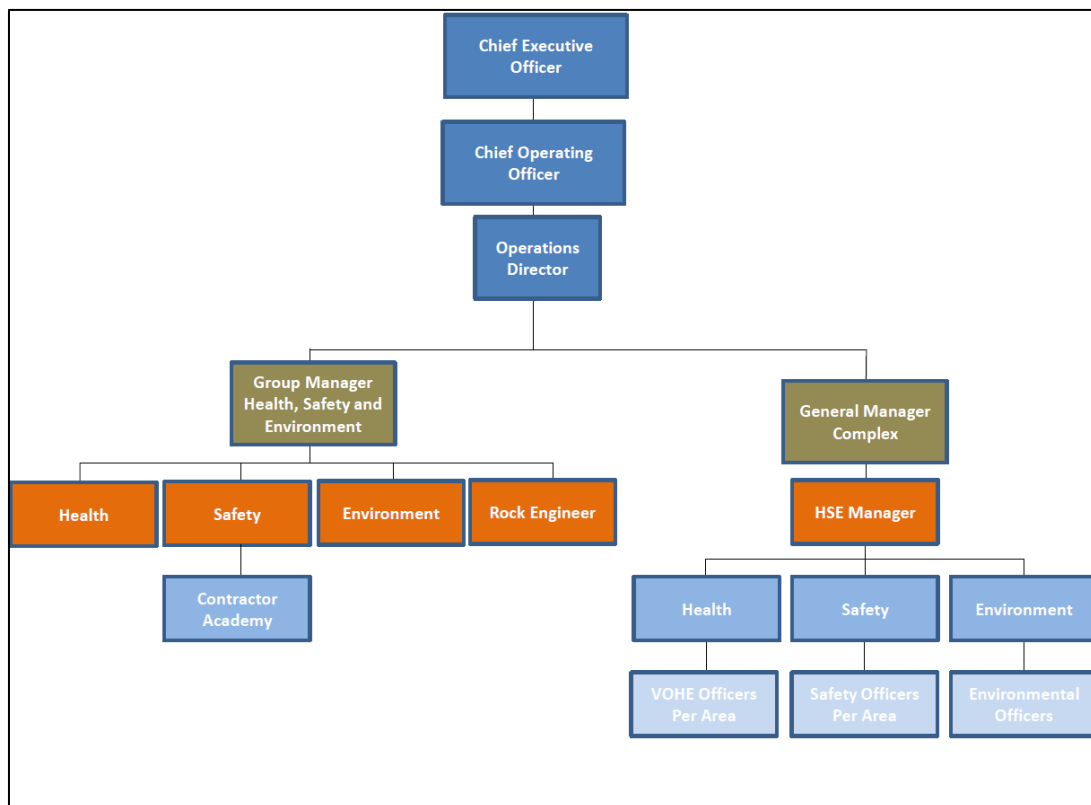 Chief Executive
Officer
Chief Operating
Officer
Operations
Director
Group Manager
Health, Safety and
Environment
General Manager
Complex
Health
Safety
Environment
Rock Engineer
HSE Manager
Contractor
Academy
Health
Safety
Environment
VOHE Officers
Per Area
Safety Officers
Per Area
Environmental
Officers